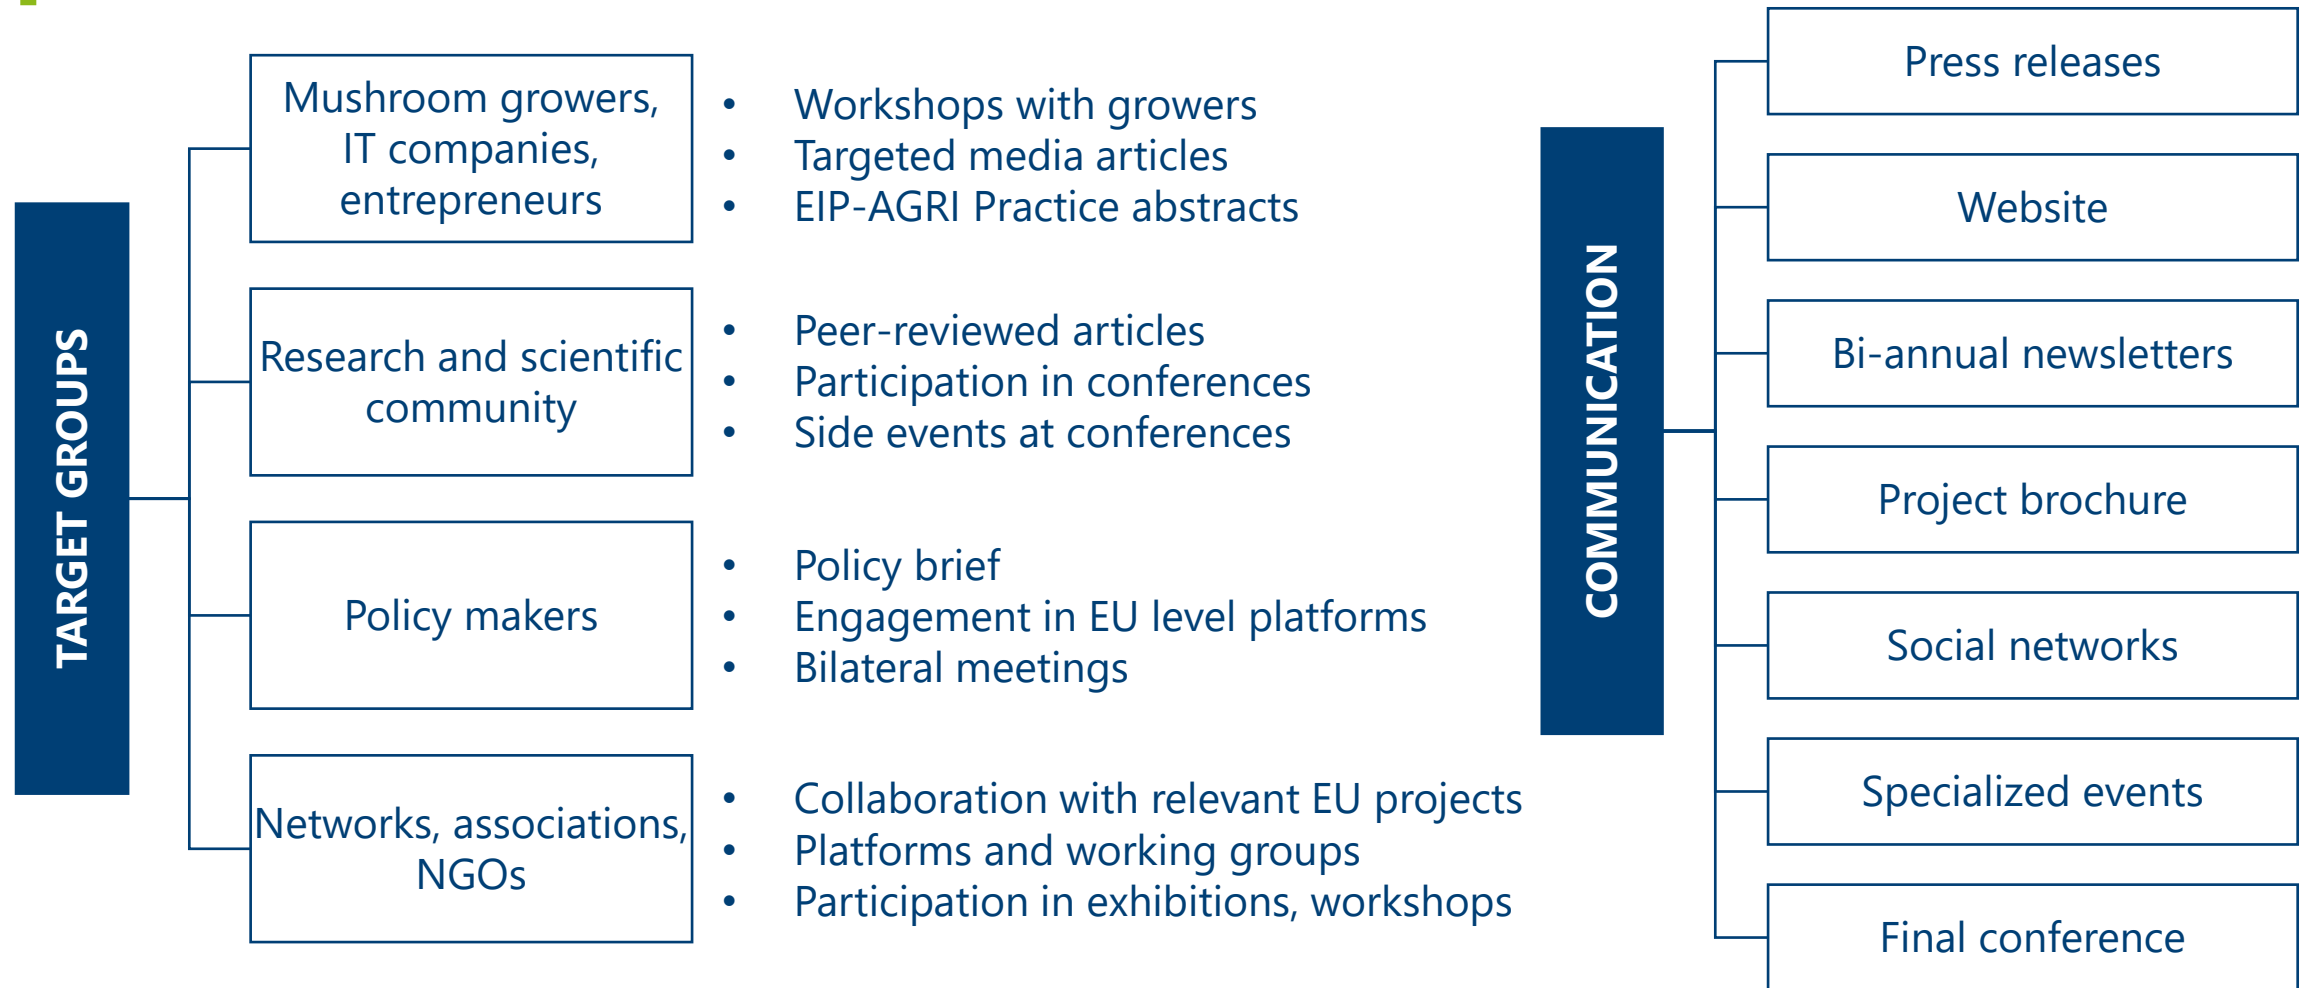 TARGET GROUPS
Mushroom growers,
IT companies,
entrepreneurs
• Workshops with growers
• Targeted media articles
• EIP-AGRI Practice abstracts
Research and scientific
community
• Peer-reviewed articles
• Participation in conferences
• Side events at conferences
Policy makers
• Policy brief
• Engagement in EU level platforms
• Bilateral meetings
Networks, associations,
NGOs
• Collaboration with relevant EU projects
• Platforms and working groups
• Participation in exhibitions, workshops
COMMUNICATION
Press releases
Website
Bi-annual newsletters
Project brochure
Social networks
Specialized events
Final conference